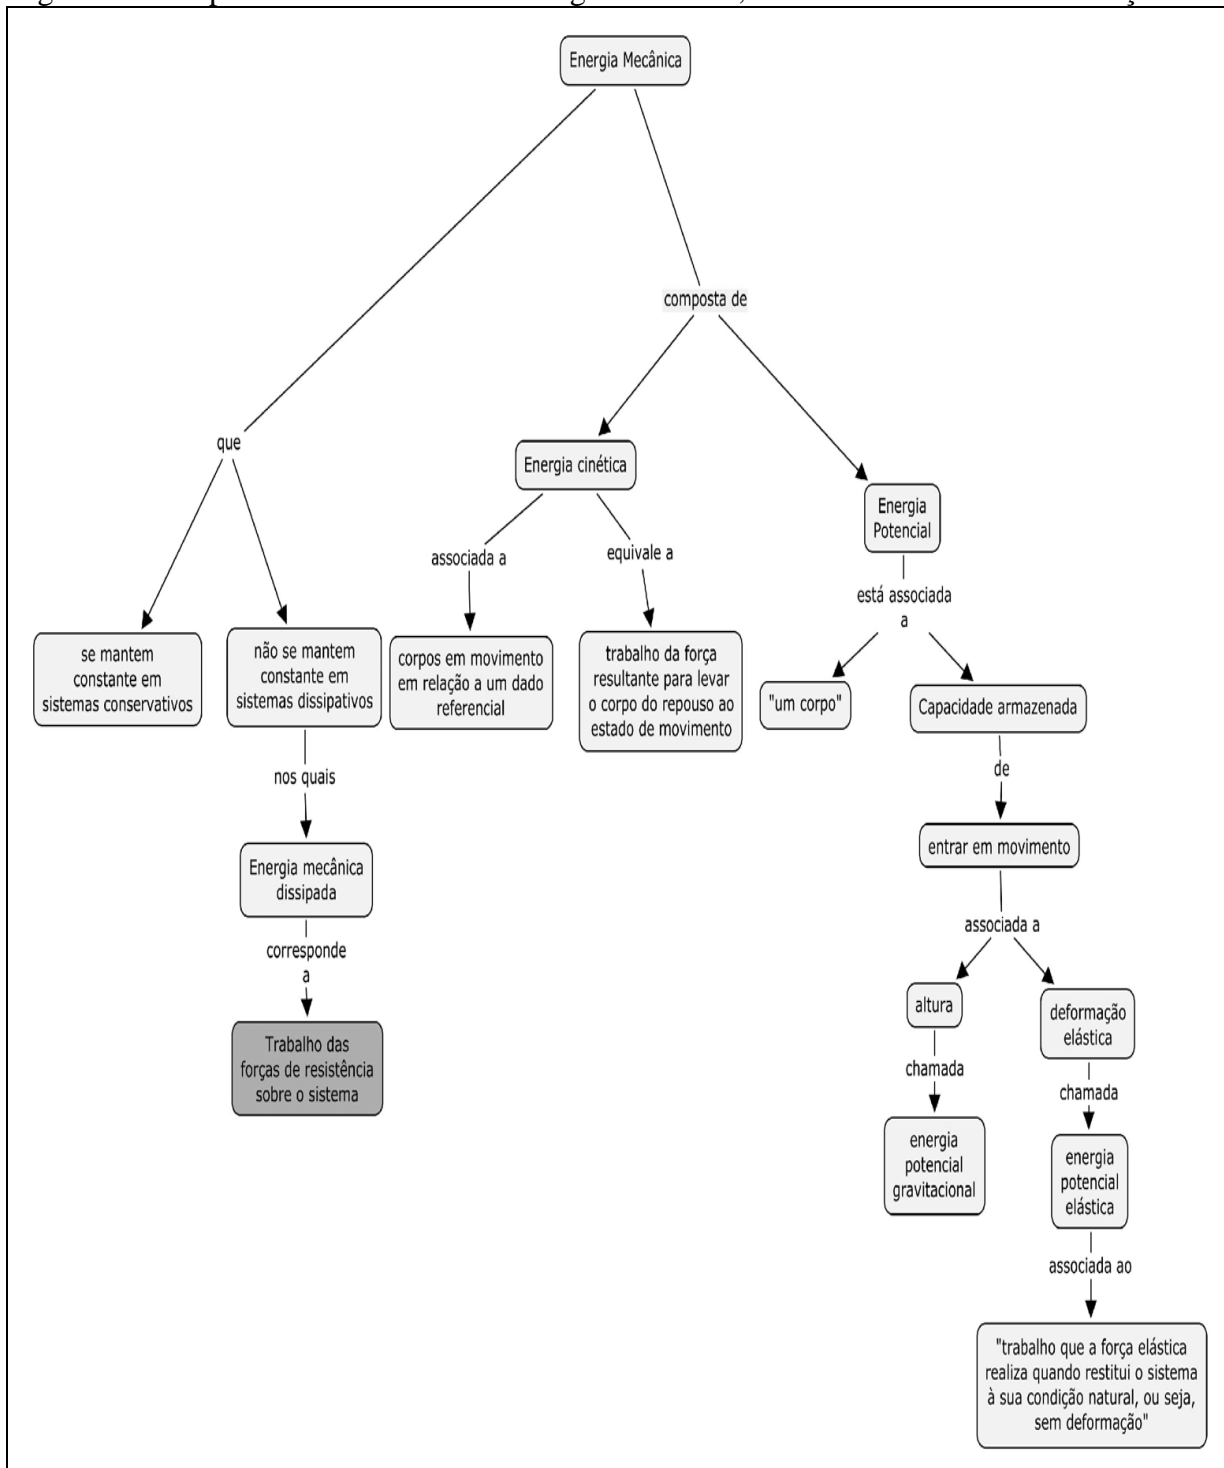 Energia Mecânica
composta de
que
Energia cinética
Energia
Potencial
associada a
equivale a
está associada
a
se mantem
constante em
sistemas conservativos
não se mantem
constante em
sistemas dissipativos
corpos em movimento
em relação a um dado
referencial
trabalho da força
resultante para levar
o corpo do repouso ao
estado de movimento
"um corpo"
Capacidade armazenada
nos quais
de
Energia mecânica
dissipada
entrar em movimento
corresponde
a
associada a
Trabalho das
forças de resistência
sobre o sistema
altura
deformação
elástica
chamada
chamada
energia
potencial
gravitacional
energia
potencial
elástica
associada ao
"trabalho que a força elástica
realiza quando restitui o sistema
à sua condição natural, ou seja,
sem deformação"